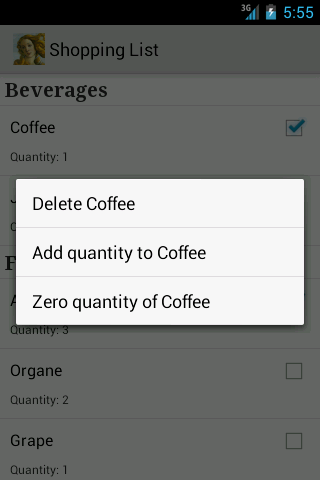 3G 5:55
Shopping List
Beverages
Coffee
Quantity: 1
Delete Coffee
Add quantity to Coffee
Zero quantity of Coffee
Quantity: 3
Organe
Quantity: 2
Grape
Quantity: 1